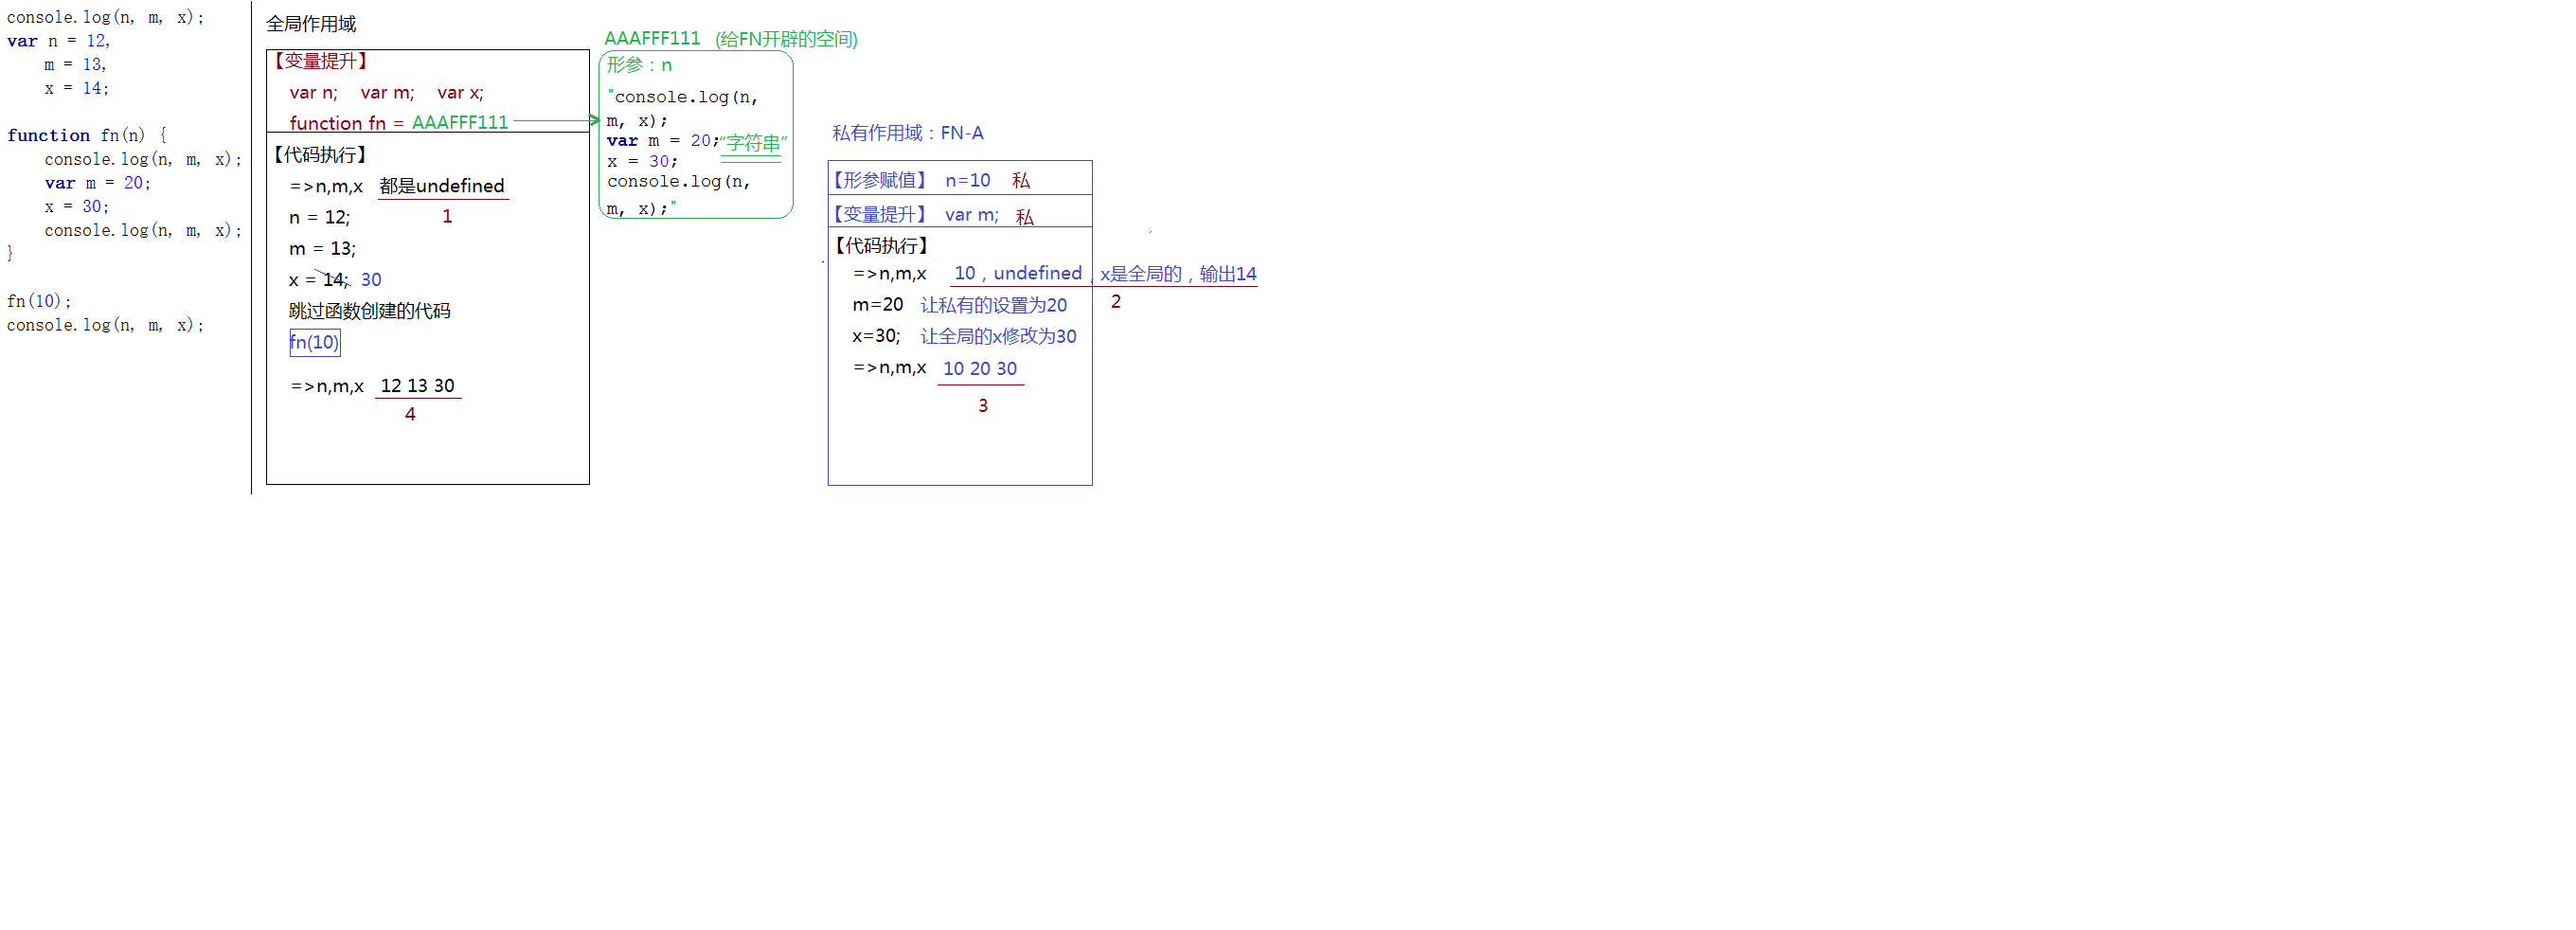 console.log(n, m, x);
var n = 12,
m = 13,
x = 14;
function fn(n) {
console.log(n, m, x);
var m = 20;
x = 30;
console.log(n, m, x);
}
fn(10);
console.log(n, m, x);
全局作用域
【变量提升】
var n; var m; var x;
function fn = AAAFFF111
【代码执行】
=>n,m,x 都是undefined
1
n = 12;
m = 13;
x = 14; 30
跳过函数创建的代码
fn(10)
=>n,m,x 12 13 30
4
AAAFFF111 (给FN开辟的空间)
形参：n
"console.log(n,
m, x);
var m = 20; "字符串"
x = 30;
console.log(n,
m, x);"
私有作用域：FN-A
【形参赋值】 n=10 私
【变量提升】 var m; 私
【代码执行】
=>n,m,x 10，undefined，x是全局的，输出14
2
m=20 让私有的设置为20
x=30; 让全局的x修改为30
=>n,m,x 10 20 30
3